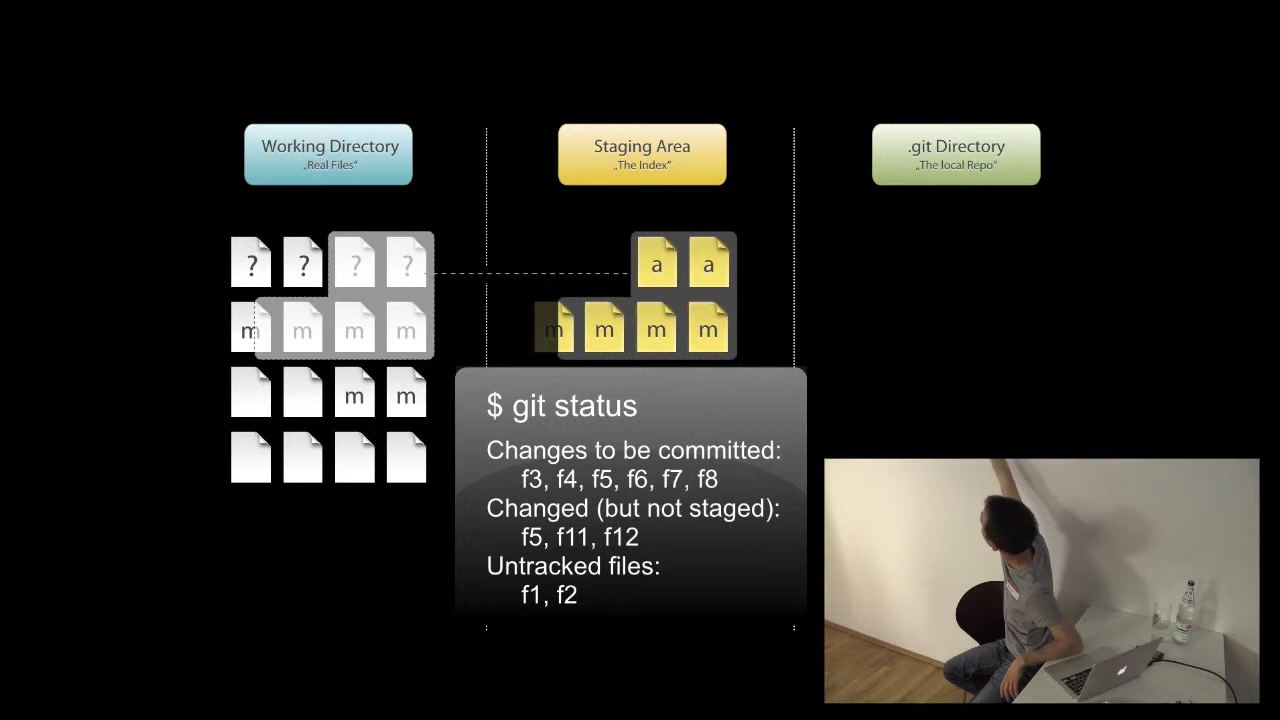 Working Directory
„Real Files”
Staging Area
„The Index”
.git Directory
„The local Repo”
? ? ? ?
a a
m m m m
m m m m
m m
$ git status
Changes to be committed:
f3, f4, f5, f6, f7, f8
Changed (but not staged):
f5, f11, f12
Untracked files:
f1, f2